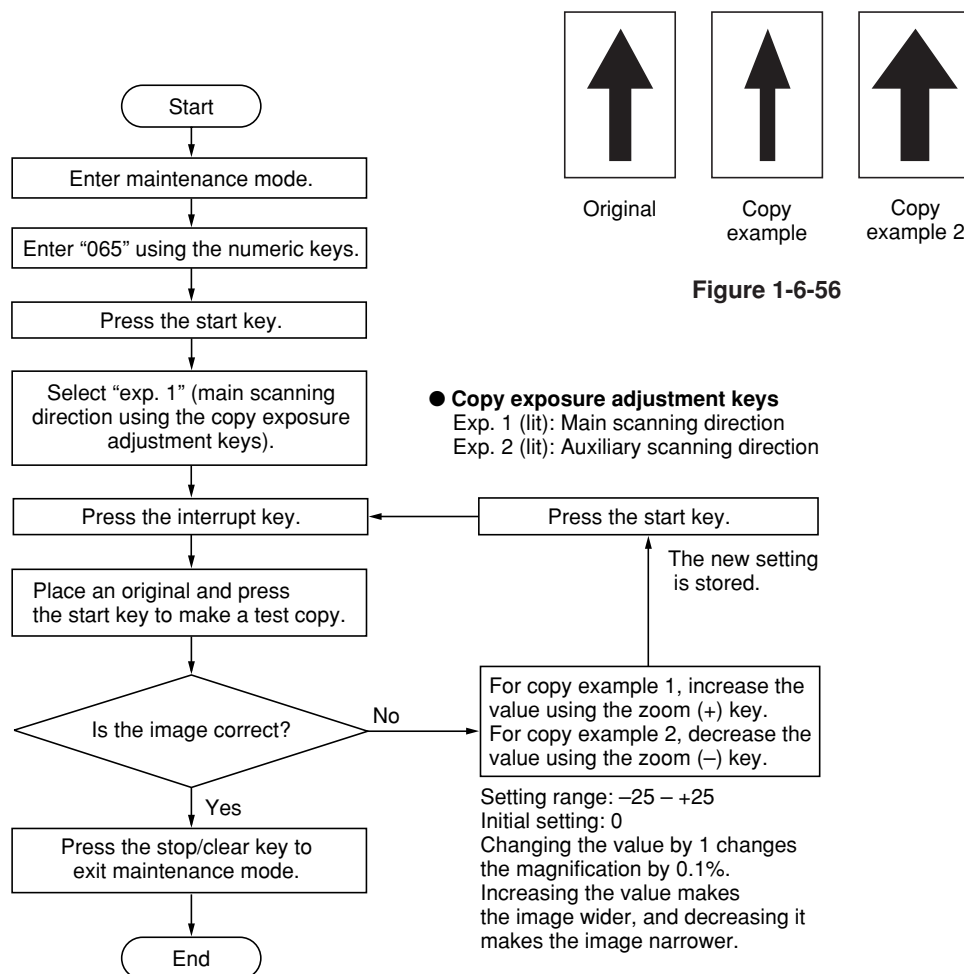 Original
Copy
example
Copy
example 2
Figure 1-6-56
Start
Enter maintenance mode.
Enter “065” using the numeric keys.
Press the start key.
Select “exp. 1” (main scanning
direction using the copy exposure
adjustment keys).
● Copy exposure adjustment keys
Exp. 1 (lit): Main scanning direction
Exp. 2 (lit): Auxiliary scanning direction
Press the interrupt key.
Press the start key.
The new setting
is stored.
Place an original and press
the start key to make a test copy.
Is the image correct?
No
For copy example 1, increase the
value using the zoom (+) key.
For copy example 2, decrease the
value using the zoom (–) key.
Setting range: –25 – +25
Initial setting: 0
Changing the value by 1 changes
the magnification by 0.1%.
Increasing the value makes
the image wider, and decreasing it
makes the image narrower.
Yes
Press the stop/clear key to
exit maintenance mode.
End